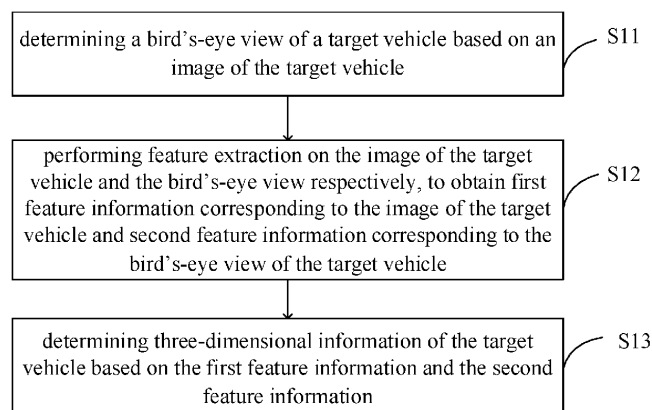 determining a bird's-eye view of a target vehicle based on an
image of the target vehicle
S11
performing feature extraction on the image of the target
vehicle and the bird's-eye view respectively, to obtain first
feature information corresponding to the image of the target
vehicle and second feature information corresponding to the
bird's-eye view of the target vehicle
S12
determining three-dimensional information of the target
vehicle based on the first feature information and the second
feature information
S13